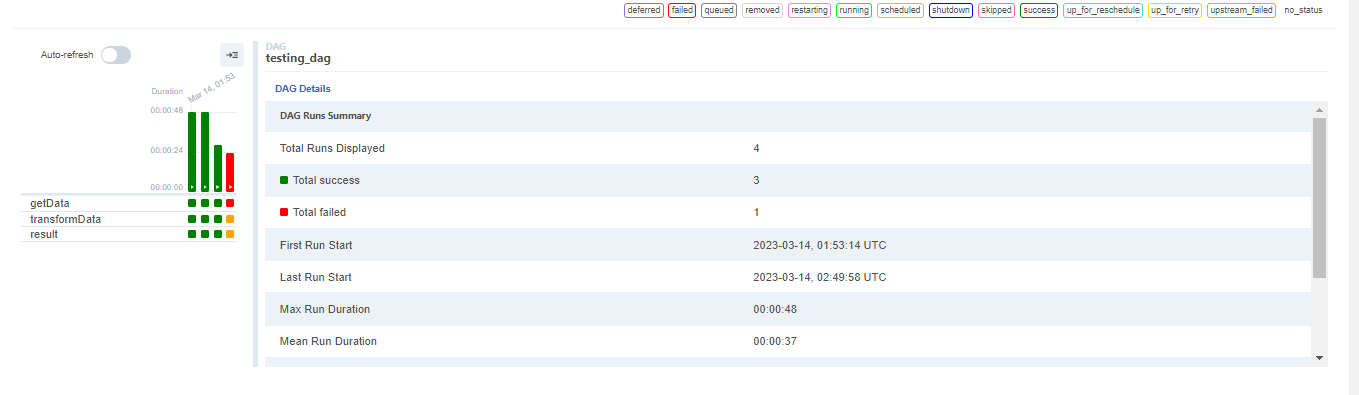 deferred failed queued removed restarting running scheduled shutdown skipped success up_for_reschedule up_for_retry upstream_failed no_status
Auto-refresh
DAG
testing_dag
Mar 14, 01:53
Duration
00:00:48
00:00:24
00:00:00
getData
transformData
result
DAG Details
DAG Runs Summary
Total Runs Displayed 4
Total success 3
Total failed 1
First Run Start 2023-03-14, 01:53:14 UTC
Last Run Start 2023-03-14, 02:49:58 UTC
Max Run Duration 00:00:48
Mean Run Duration 00:00:37